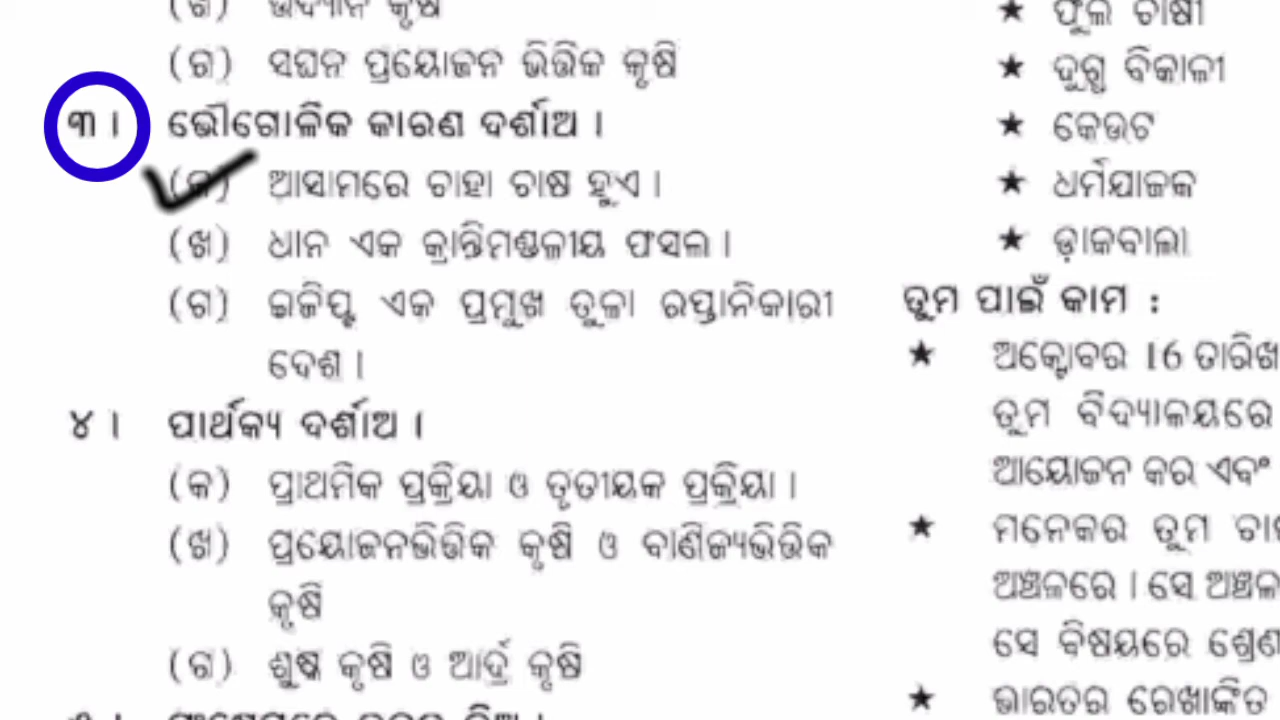 (ଖ) ଉଦ୍ୟାନ କୃଷି
(ଗ) ସଘନ ପ୍ରୟୋଜନ ଭିତ୍ତିକ କୃଷି
୩ । ଭୌଗୋଳିକ କାରଣ ଦର୍ଶାଅ ।
(କ) ଆସାମରେ ଚାହା ଚାଷ ହୁଏ ।
(ଖ) ଧାନ ଏକ କ୍ରାନ୍ତିମଣ୍ଡଳୀୟ ଫସଲ ।
(ଗ) ଇଜିପ୍ଟ ଏକ ପ୍ରମୁଖ ତୁଳା ରପ୍ତାନିକାରୀ
ଦେଶ ।
୪ । ପାର୍ଥକ୍ୟ ଦର୍ଶାଅ ।
(କ) ପ୍ରାଥମିକ ପ୍ରକ୍ରିୟା ଓ ତୃତୀୟକ ପ୍ରକ୍ରିୟା ।
(ଖ) ପ୍ରୟୋଜନଭିତ୍ତିକ କୃଷି ଓ ବାଣିଜ୍ୟଭିତ୍ତିକ
କୃଷି
(ଗ) ଶୁଷ୍କ କୃଷି ଓ ଆର୍ଦ୍ର କୃଷି
★ ଫୁଲ ଚାଷୀ
★ ଦୁଗ୍ଧ ବିକାଳୀ
★ କେଉଟ
★ ଧର୍ମଯାଜକ
★ ଡ଼ାକବାଲା
ତୁମ ପାଇଁ କାମ :
★ ଅକ୍ଟୋବର 16 ତାରିଖ
ତୁମ ବିଦ୍ୟାଳୟରେ
ଆୟୋଜନ କର ଏବଂ
★ ମନେକର ତୁମ
ଅଞ୍ଚଳରେ । ସେ ଅଞ୍ଚଳ
ସେ ବିଷୟରେ
★ ଭାରତର ରେଖାଙ୍କିତ